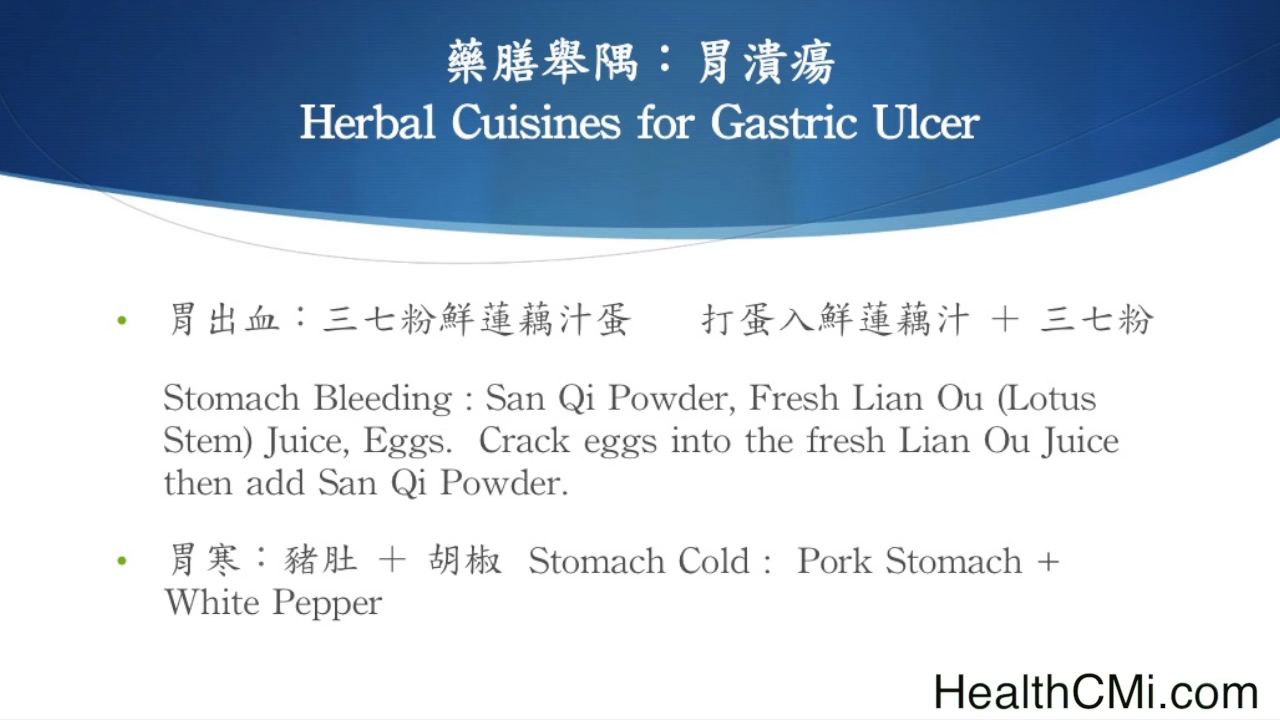 藥膳舉隅：胃潰瘍
Herbal Cuisines for Gastric Ulcer
• 胃出血：三七粉鮮蓮藕汁蛋 打蛋入鮮蓮藕汁 + 三七粉
Stomach Bleeding : San Qi Powder, Fresh Lian Ou (Lotus
Stem) Juice, Eggs. Crack eggs into the fresh Lian Ou Juice
then add San Qi Powder.
• 胃寒：豬肚 + 胡椒 Stomach Cold : Pork Stomach +
White Pepper
HealthCMi.com